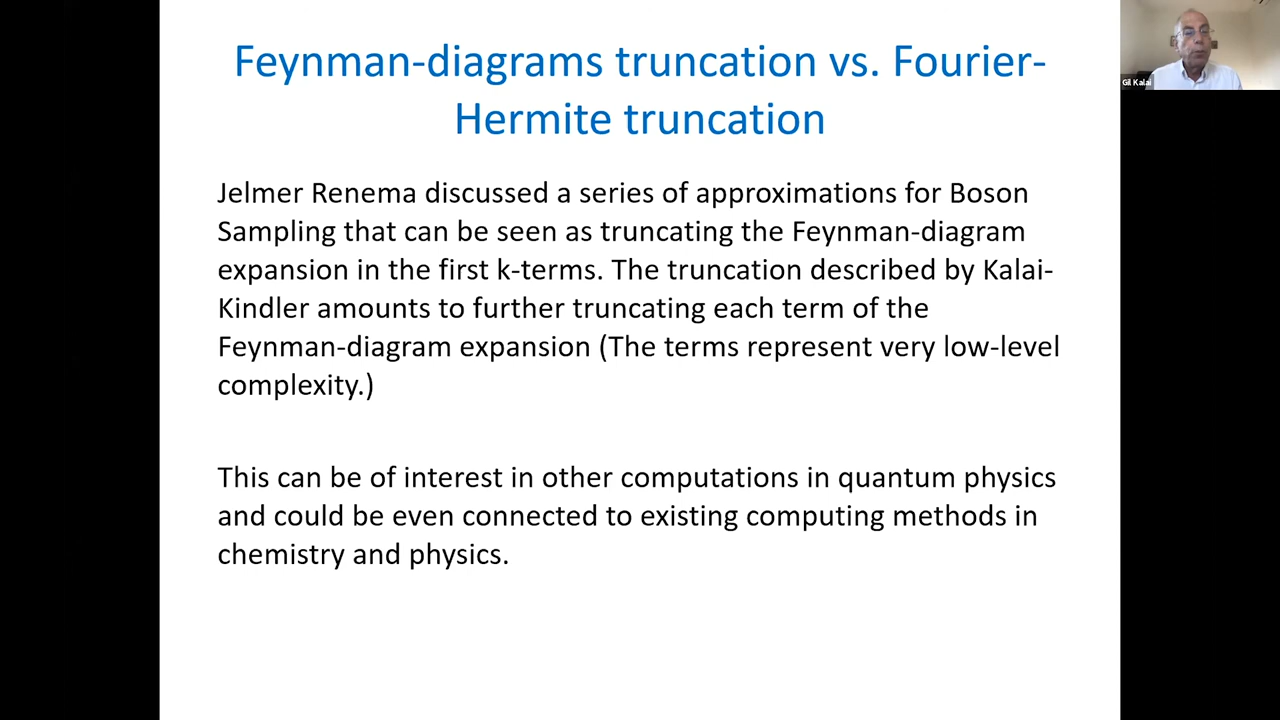 Feynman-diagrams truncation vs. Fourier-
Hermite truncation
Jelmer Renema discussed a series of approximations for Boson
Sampling that can be seen as truncating the Feynman-diagram
expansion in the first k-terms. The truncation described by Kalai-
Kindler amounts to further truncating each term of the
Feynman-diagram expansion (The terms represent very low-level
complexity.)
This can be of interest in other computations in quantum physics
and could be even connected to existing computing methods in
chemistry and physics.
Gil Kalai